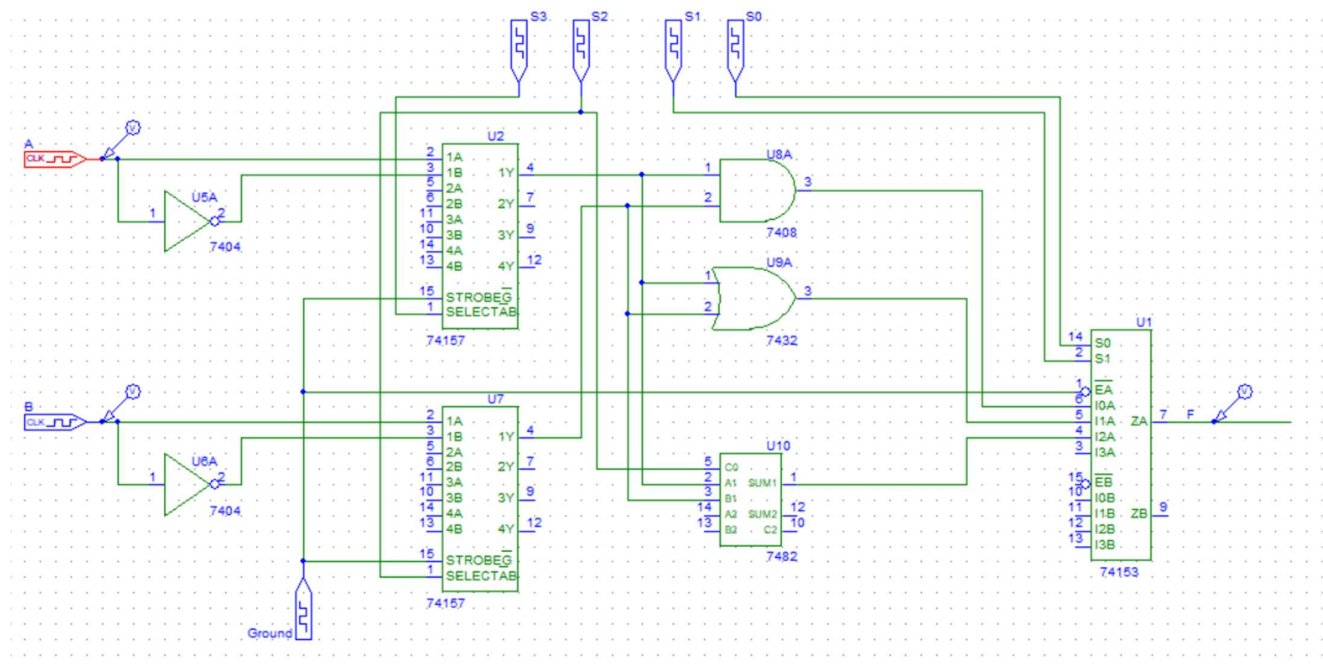 S3
S2
S1
S0
A
CLK
V
1
U5A
2
7404
U2
2 1A 1Y 4
3 1B
5 2A
6 2B 2Y 7
11 3A
10 3B 3Y 9
14 4A
13 4B 4Y 12
15 STROBEG
1 SELECTAB
74157
U8A
1
2
3
7408
U9A
1
2
3
7432
B
CLK
V
1
U6A
2
7404
U7
2 1A
3 1B 1Y 4
5 2A
6 2B 2Y 7
11 3A
10 3B 3Y 9
14 4A
13 4B 4Y 12
15 STROBEG
1 SELECTAB
74157
Ground
U10
5 C0
2 A1 SUM1 1
3 B1
14 A2 SUM2 12
13 B2 C2 10
7482
U1
14 S0
2 S1
1 EA
6 I0A
5 I1A ZA 7
4 I2A
3 I3A
15 EB
10 I0B
11 I1B ZB 9
12 I2B
13 I3B
74153
F
V